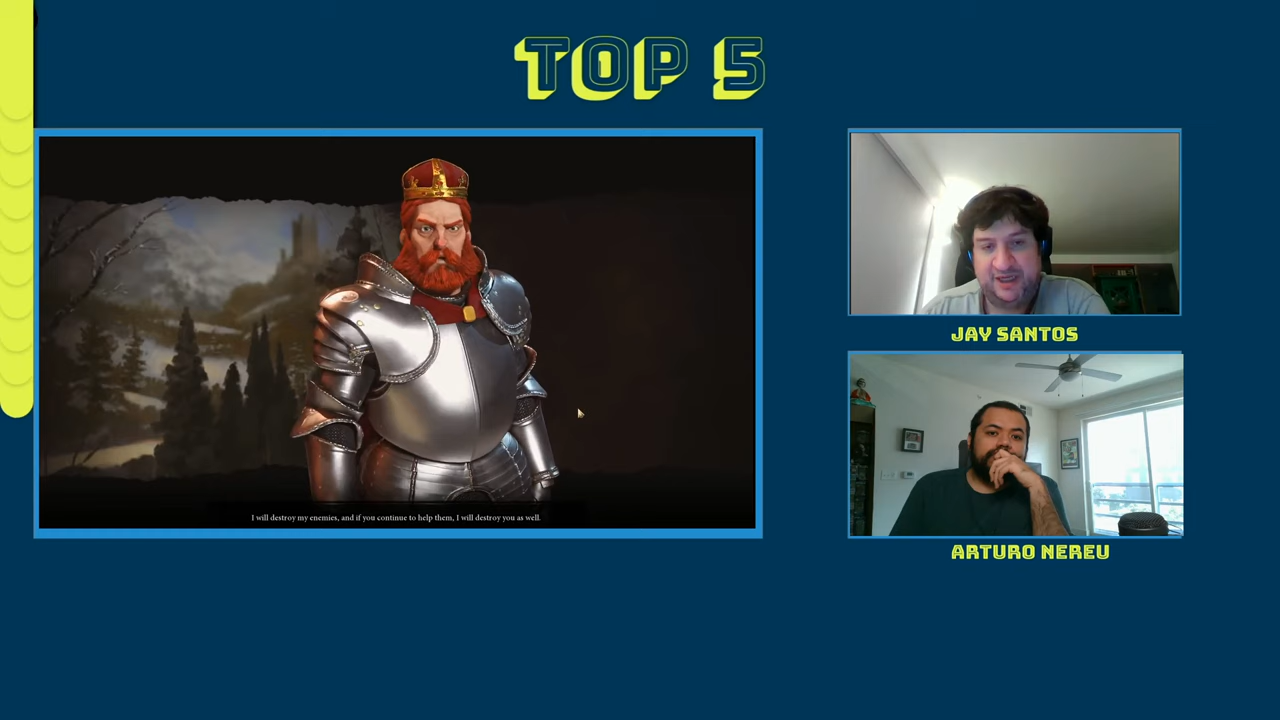 TOP 5
I will destroy my enemies, and if you continue to help them, I will destroy you as well.
JAY SANTOS
ARTURO NEREU